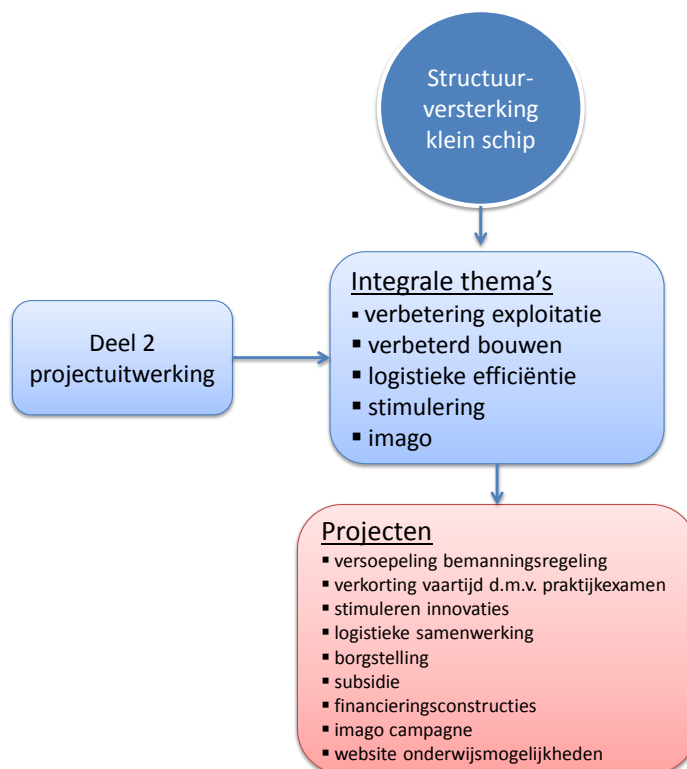 Structuur-
versterking
klein schip
Deel 2
projectuitwerking
Integrale thema's
▪ verbetering exploitatie
▪ verbeterd bouwen
▪ logistieke efficiëntie
▪ stimulering
▪ imago
Projecten
▪ versoepeling bemanningsregeling
▪ verkorting vaartijd d.m.v. praktijkexamen
▪ stimuleren innovaties
▪ logistieke samenwerking
▪ borgstelling
▪ subsidie
▪ financieringsconstructies
▪ imago campagne
▪ website onderwijsmogelijkheden